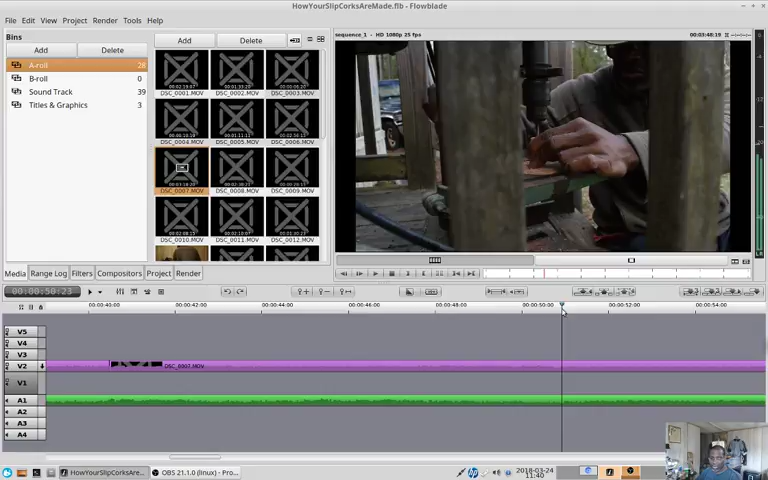 HowYourSlipCorksAreMade.flb - Flowblade
File Edit View Project Render Tools Help
Bins
Add Delete
A-roll 28
B-roll 0
Sound Track 39
Titles & Graphics 3
Add Delete
DSC_0001.MOV DSC_0002.MOV DSC_0003.MOV
DSC_0004.MOV DSC_0005.MOV DSC_0006.MOV
DSC_0007.MOV DSC_0008.MOV DSC_0009.MOV
DSC_0010.MOV DSC_0011.MOV DSC_0012.MOV
sequence_1 - HD 1080p 25 fps
00:03:48:19
Media Range Log Filters Compositors Project Render
00:00:50:23
00:00:40:00 00:00:42:00 00:00:44:00 00:00:46:00 00:00:48:00 00:00:50:00 00:00:52:00 00:00:54:00
V5
V4
V3
V2 DSC_0007.MOV
V1
A1
A2
A3
A4
HowYourSlipCorksAre... OBS 21.1.0 (linux) - Pro...
2018-03-24
11:40